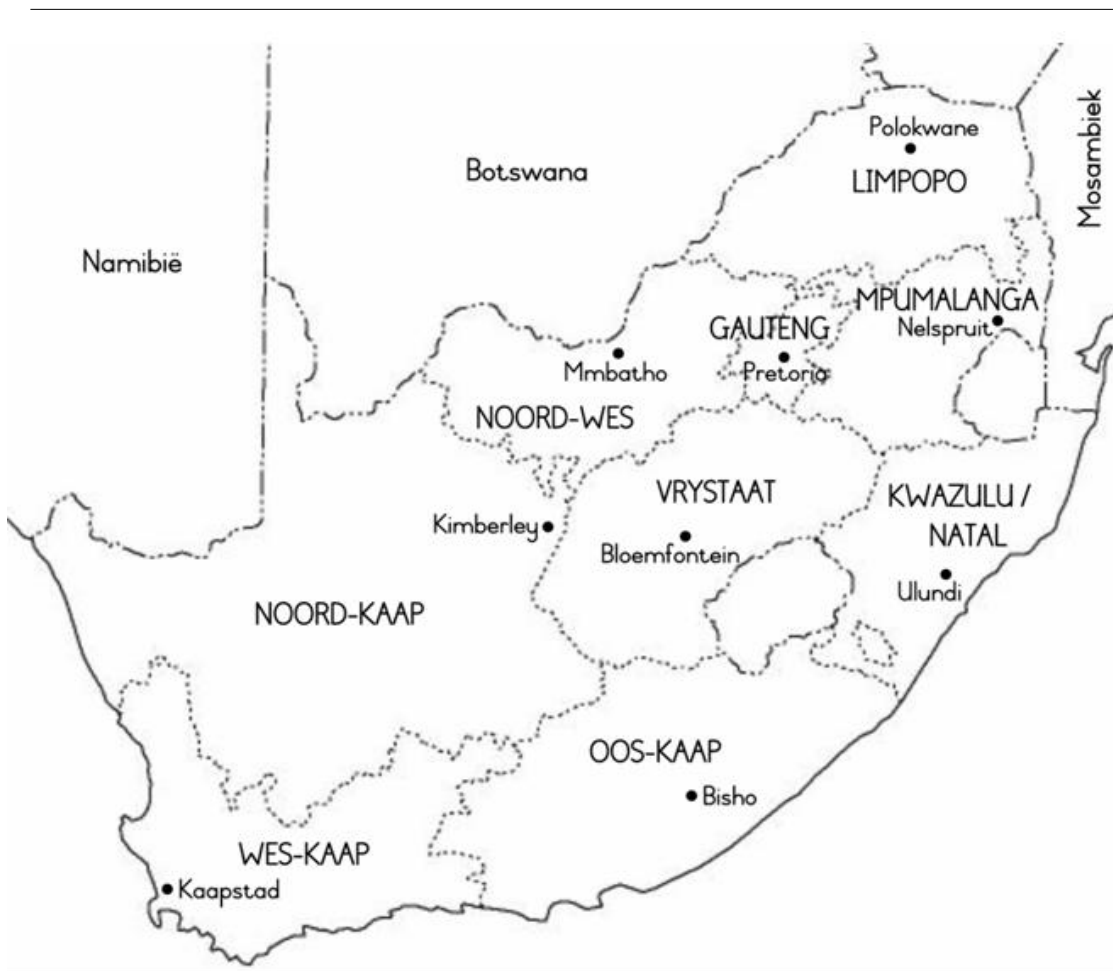 Polokwane
LIMPOPO
Mosambiek
Botswana
Namibië
MPUMALANGA
Nelspruit
GAUTENG
Pretoria
Mmbatho
NOORD-WES
VRYSTAAT
KWAZULU /
NATAL
Kimberley
Bloemfontein
Ulundi
NOORD-KAAP
OOS-KAAP
Bisho
WES-KAAP
Kaapstad